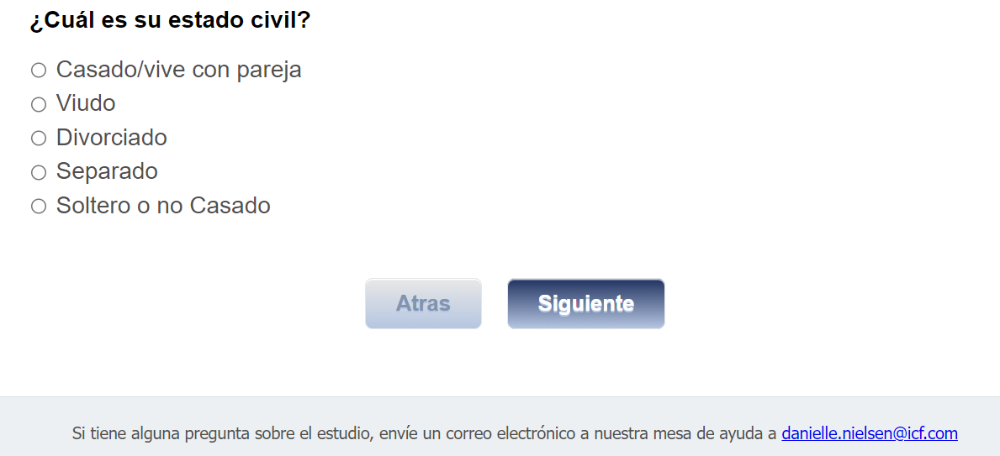 ¿Cuál es su estado civil?
Casado/vive con pareja
Viudo
Divorciado
Separado
Soltero o no Casado
Atras
Siguiente
Si tiene alguna pregunta sobre el estudio, envíe un correo electrónico a nuestra mesa de ayuda a danielle.nielsen@icf.com